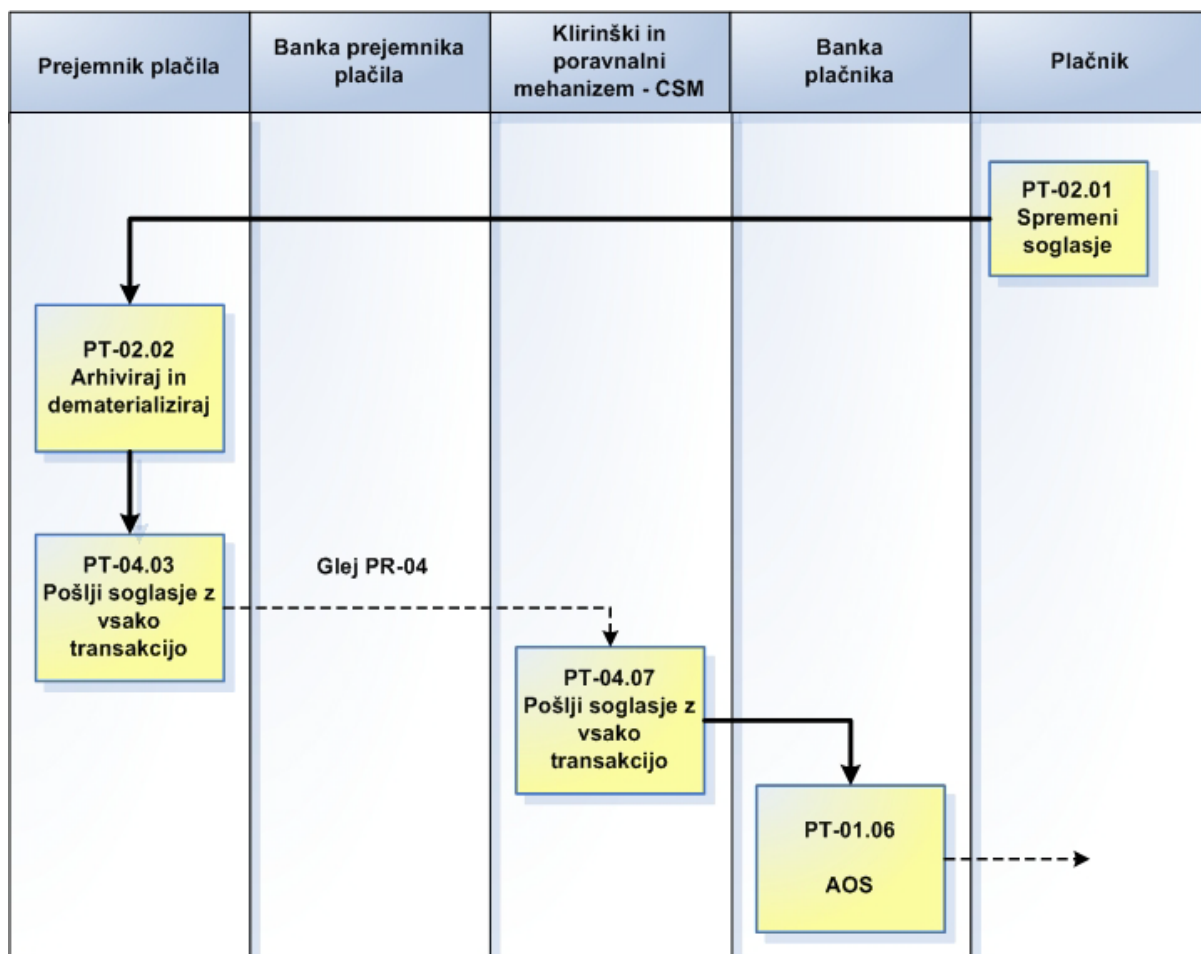 Prejemnik plačila
Banka prejemnika
plačila
Klirinški in
poravnalni
mehanizem - CSM
Banka
plačnika
Plačnik
PT-02.01
Spremeni
soglasje
PT-02.02
Arhiviraj in
dematerializiraj
PT-04.03
Pošlji soglasje z
vsako
transakcijo
Glej PR-04
PT-04.07
Pošlji soglasje z
vsako
transakcijo
PT-01.06
AOS